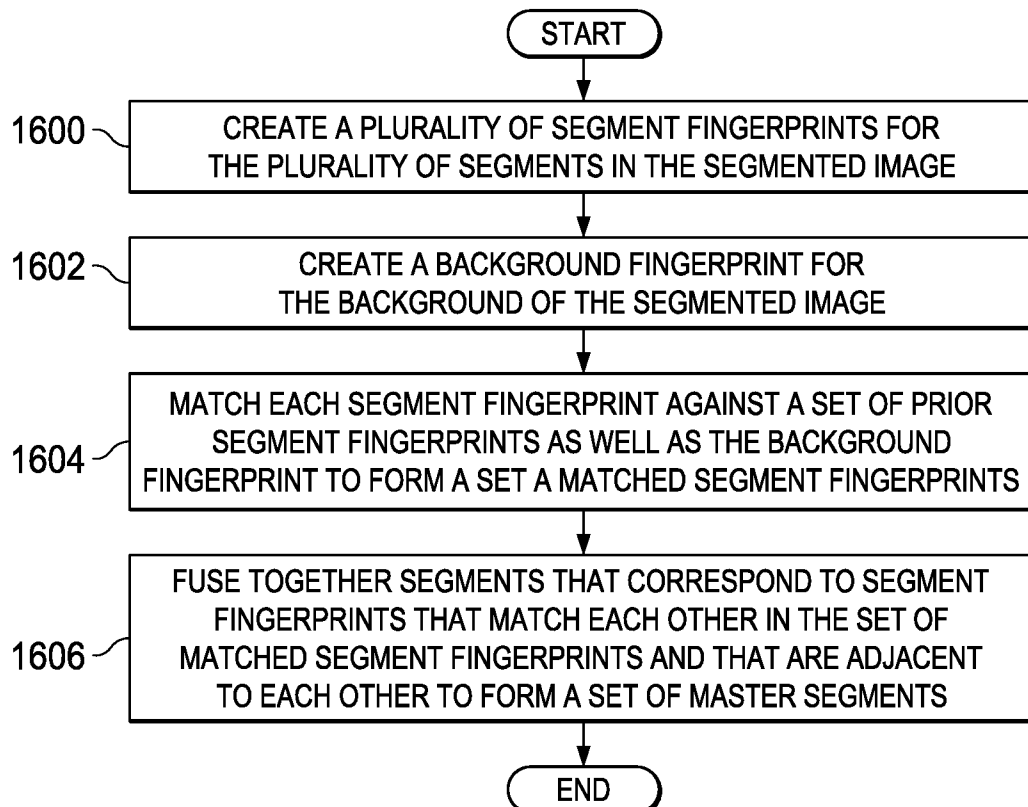 START
1600
CREATE A PLURALITY OF SEGMENT FINGERPRINTS FOR
THE PLURALITY OF SEGMENTS IN THE SEGMENTED IMAGE
1602
CREATE A BACKGROUND FINGERPRINT FOR
THE BACKGROUND OF THE SEGMENTED IMAGE
1604
MATCH EACH SEGMENT FINGERPRINT AGAINST A SET OF PRIOR
SEGMENT FINGERPRINTS AS WELL AS THE BACKGROUND
FINGERPRINT TO FORM A SET A MATCHED SEGMENT FINGERPRINTS
1606
FUSE TOGETHER SEGMENTS THAT CORRESPOND TO SEGMENT
FINGERPRINTS THAT MATCH EACH OTHER IN THE SET OF
MATCHED SEGMENT FINGERPRINTS AND THAT ARE ADJACENT
TO EACH OTHER TO FORM A SET OF MASTER SEGMENTS
END